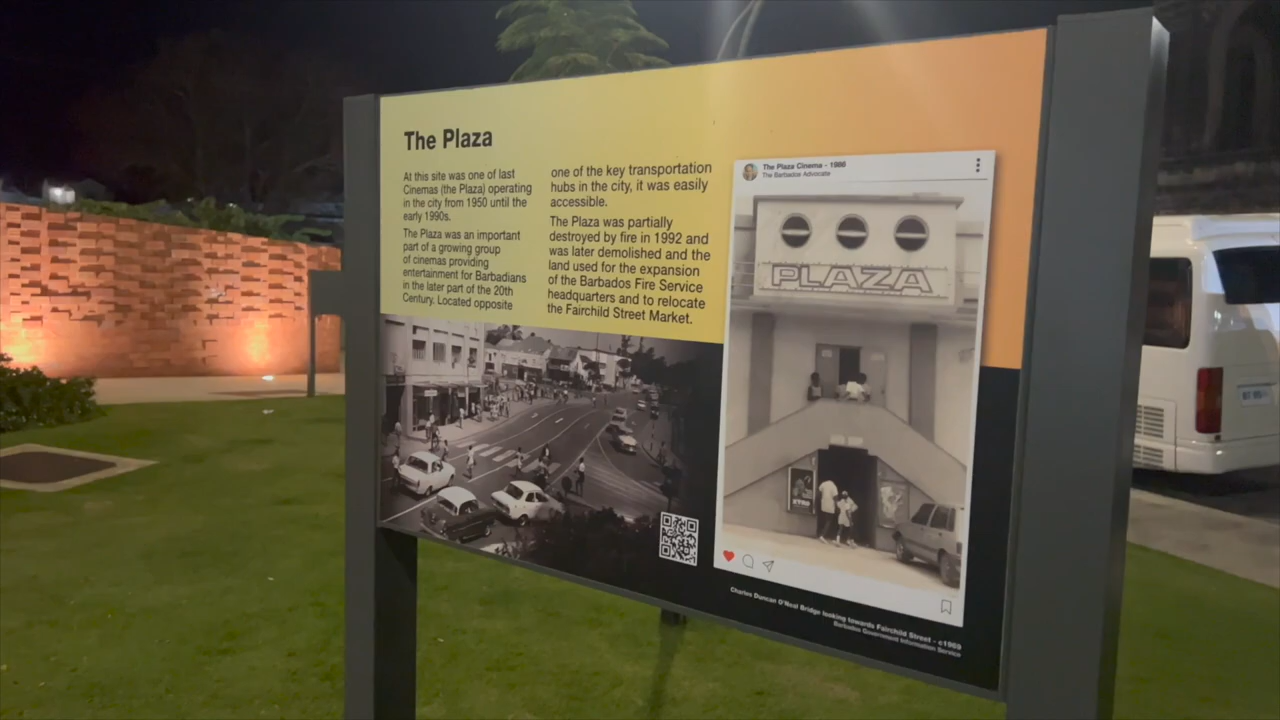 The Plaza
At this site was one of last
Cinemas (the Plaza) operating
in the city from 1950 until the
early 1990s.
The Plaza was an important
part of a growing group
of cinemas providing
entertainment for Barbadians
in the later part of the 20th
Century. Located opposite
one of the key transportation
hubs in the city, it was easily
accessible.
The Plaza was partially
destroyed by fire in 1992 and
was later demolished and the
land used for the expansion
of the Barbados Fire Service
headquarters and to relocate
the Fairchild Street Market.
The Plaza Cinema - 1986
The Barbados Advocate
PLAZA
Charles Duncan O'Neal Bridge looking towards Fairchild Street - c1969
Barbados Government Information Service